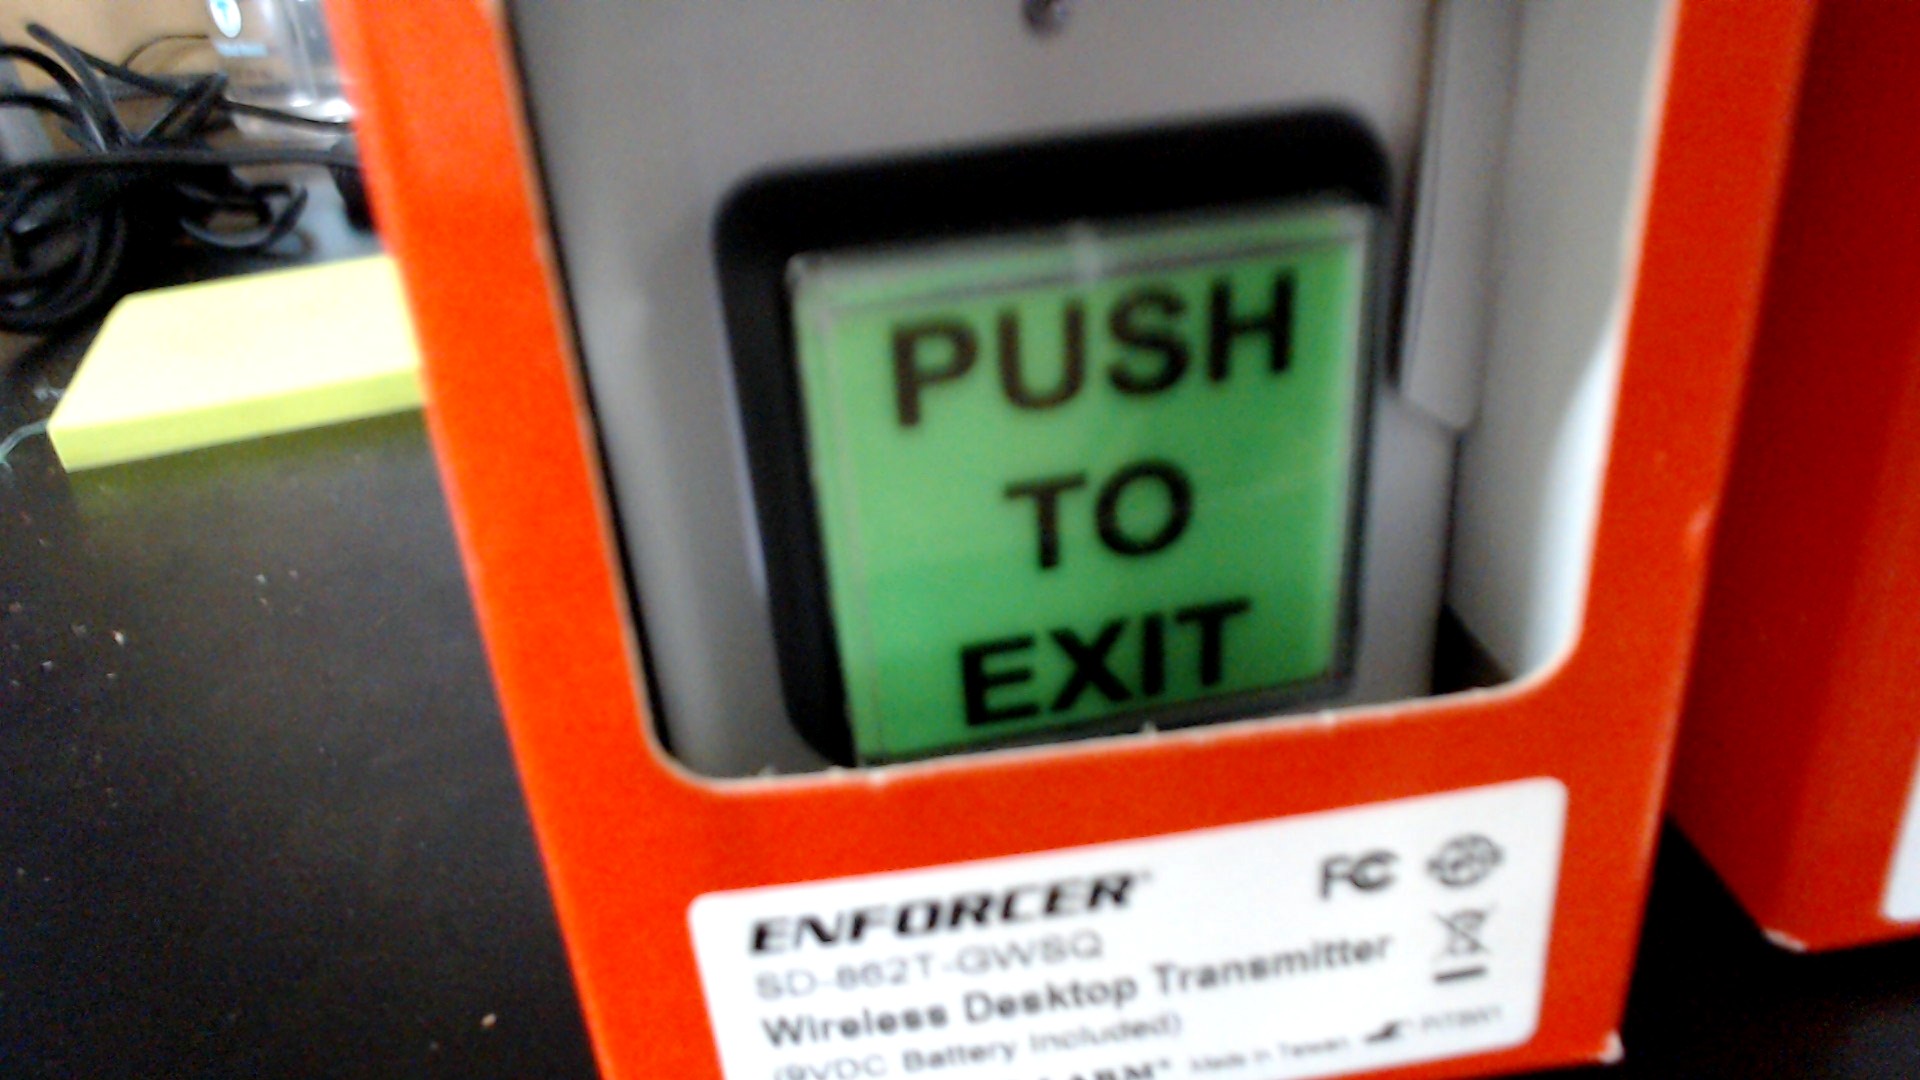 PUSH
TO
EXIT
ENFORCER
FC
SD-862T-GWSQ
Wireless Desktop Transmitter
(9VDC Battery Included)
Made in Taiwan